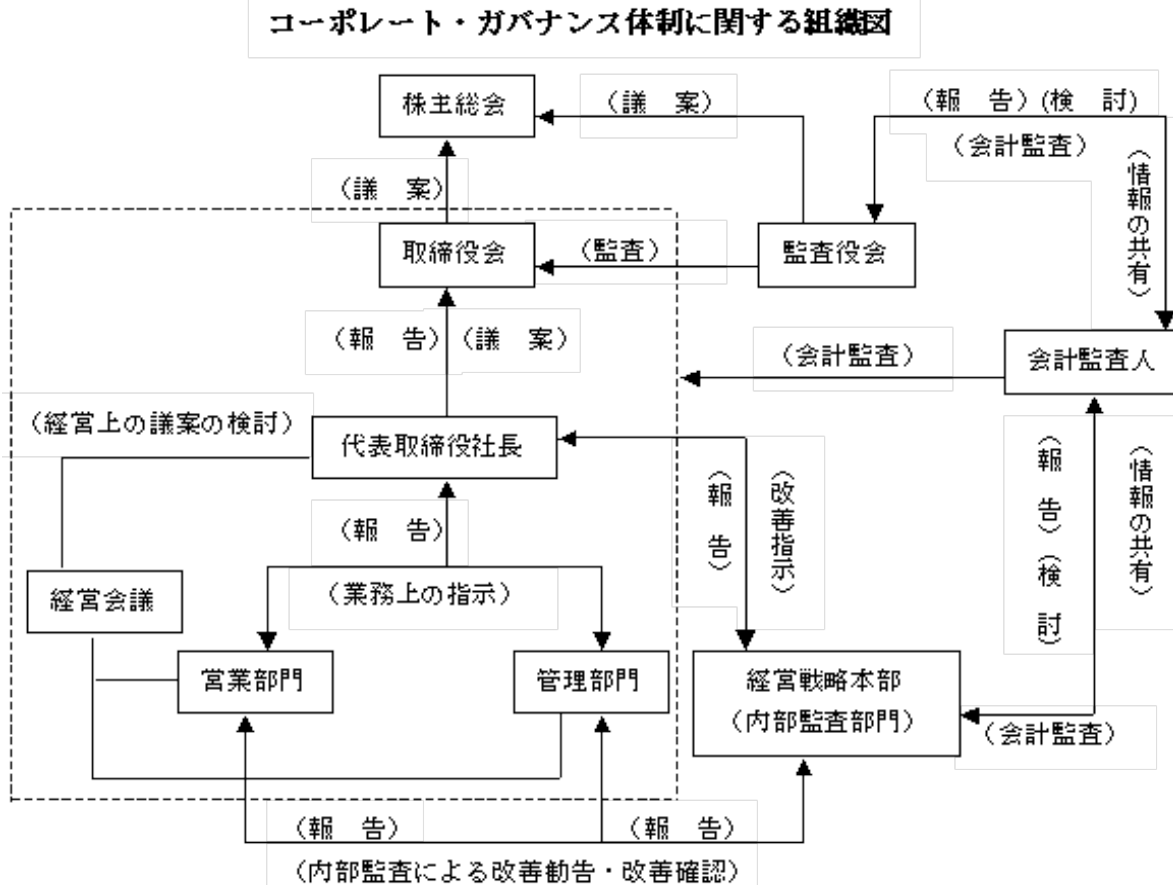 コーポレート・ガバナンス体制に関する組織図
株主総会
（議　案）
（報　告）(検　討)
（会計監査）
（情報の共有）
（議　案）
取締役会
（監査）
監査役会
（報　告）
（議　案）
（会計監査）
会計監査人
（経営上の議案の検討）
代表取締役社長
（報　告）
（改善指示）
（報　告）（検　討）
（情報の共有）
（報　告）
（業務上の指示）
経営会議
営業部門
管理部門
経営戦略本部
（内部監査部門）
（会計監査）
（報　告）
（報　告）
（内部監査による改善勧告・改善確認）